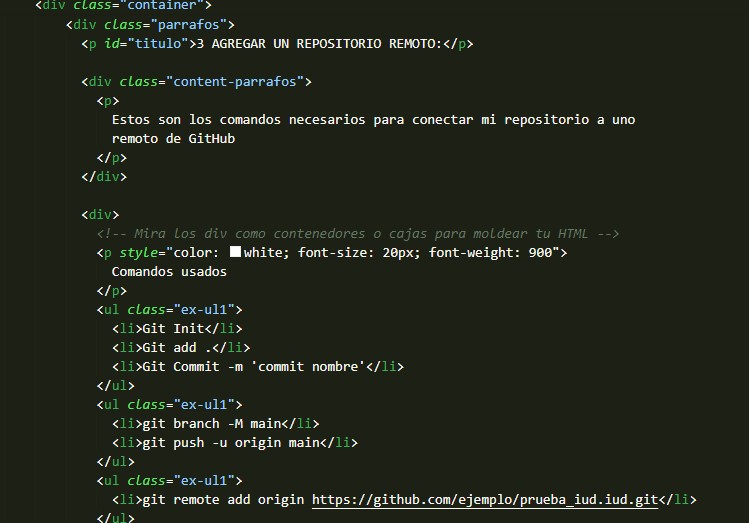 <div class="container">
<div class="parrafos">
<p id="titulo">3 AGREGAR UN REPOSITORIO REMOTO:</p>
<div class="content-parrafos">
<p>
Estos son los comandos necesarios para conectar mi repositorio a uno
remoto de GitHub
</p>
</div>
<div>
<!-- Mira los div como contenedores o cajas para moldear tu HTML -->
<p style="color: white; font-size: 20px; font-weight: 900">
Comandos usados
</p>
<ul class="ex-ul1">
<li>Git Init</li>
<li>Git add .</li>
<li>Git Commit -m 'commit nombre'</li>
</ul>
<ul class="ex-ul1">
<li>git branch -M main</li>
<li>git push -u origin main</li>
</ul>
<ul class="ex-ul1">
<li>git remote add origin https://github.com/ejemplo/prueba_iud.iud.git</li>
</ul>